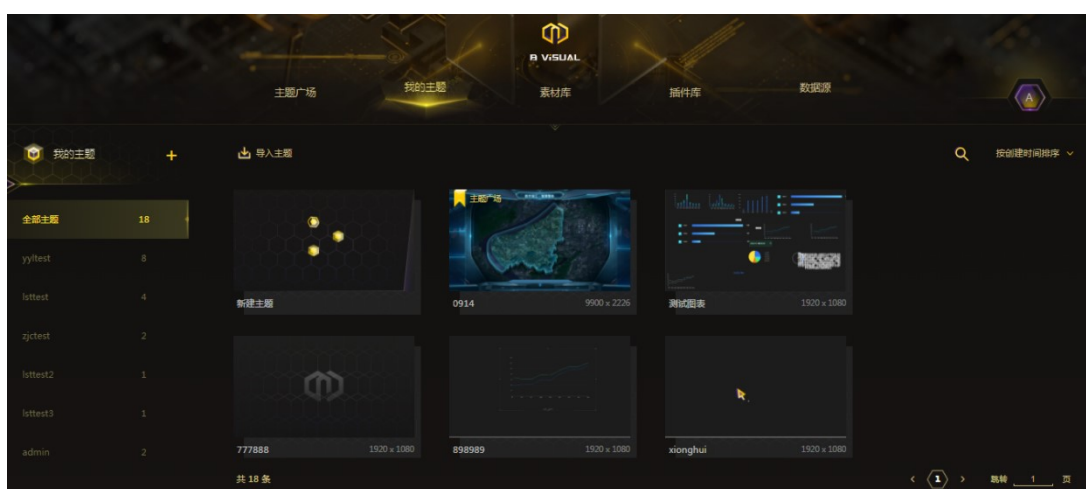 B ViSUAL
主题广场
我的主题
素材库
插件库
数据源
A
我的主题 +
导入主题
按创建时间排序
全部主题 18
yyltest 8
lsttest 4
zjctest 2
lsttest2 1
lsttest3 1
admin 2
新建主题
主题广场
0914 9900 x 2226
测试图表 1920 x 1080
777888 1920 x 1080
898989 1920 x 1080
xionghui 1920 x 1080
共 18 条
< 1 > 跳转 1 页